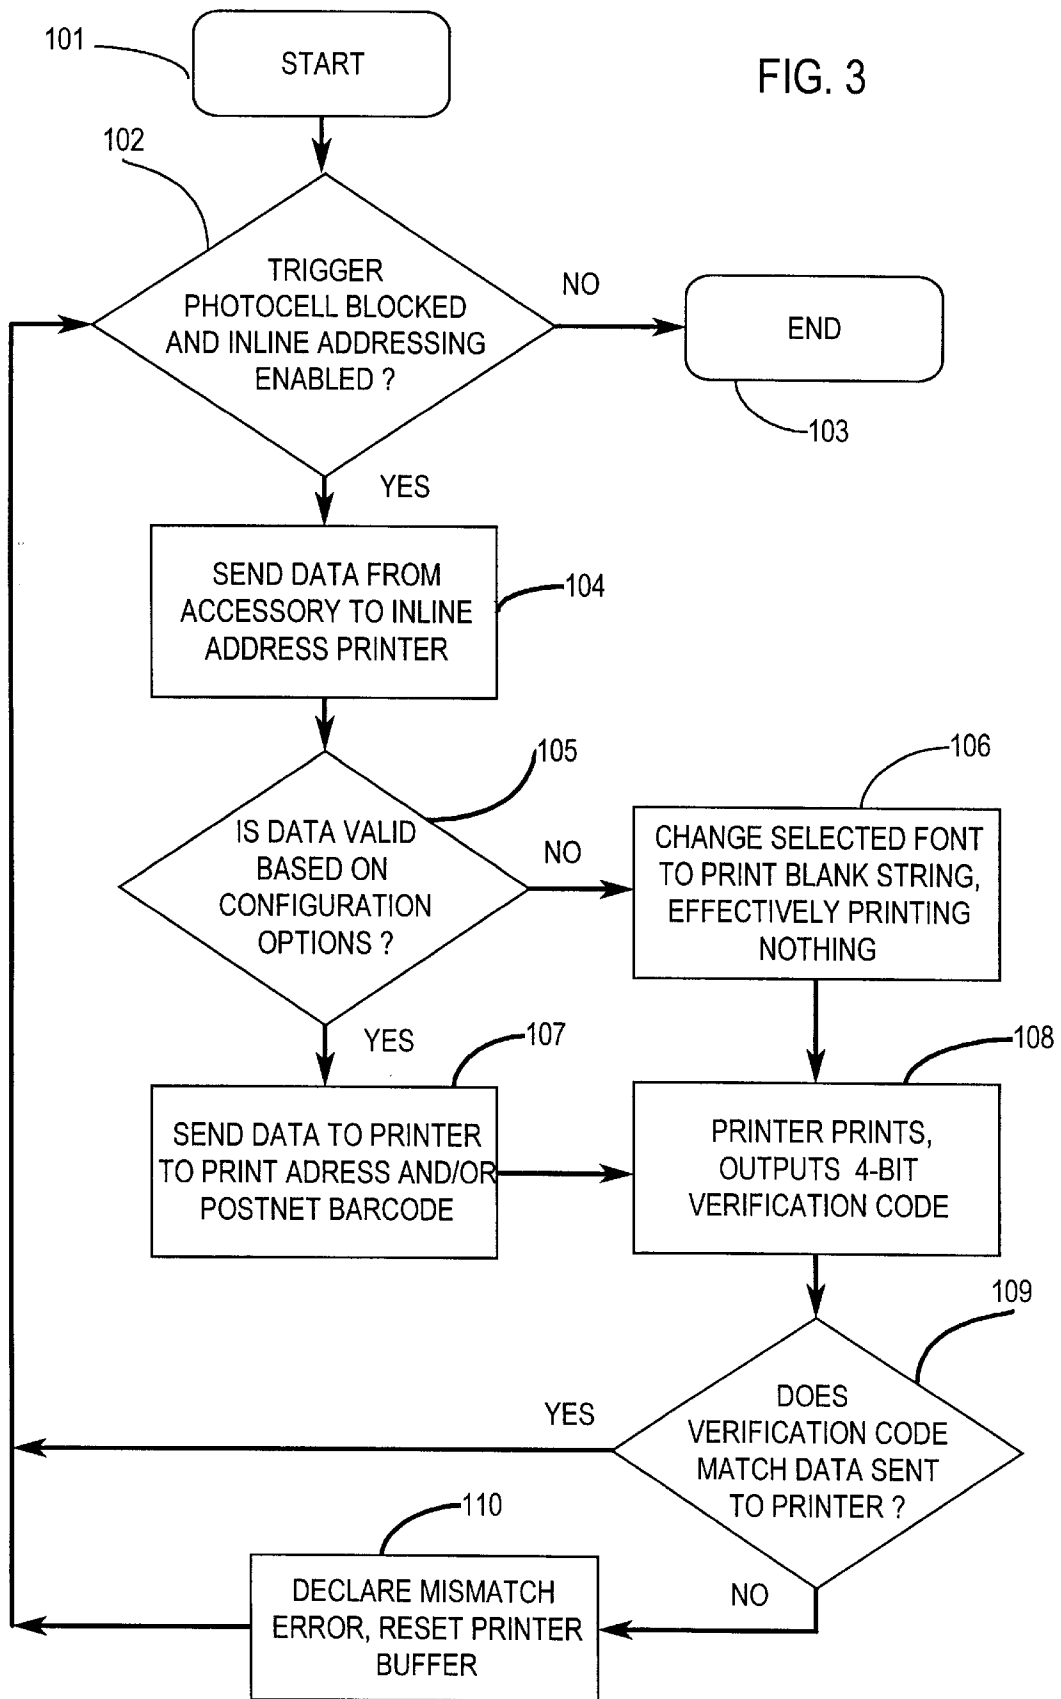 101
START
FIG. 3
102
TRIGGER
PHOTOCELL BLOCKED
AND INLINE ADDRESSING
ENABLED ?
NO
END
103
YES
SEND DATA FROM
ACCESSORY TO INLINE
ADDRESS PRINTER
104
105
IS DATA VALID
BASED ON
CONFIGURATION
OPTIONS ?
NO
106
CHANGE SELECTED FONT
TO PRINT BLANK STRING,
EFFECTIVELY PRINTING
NOTHING
YES
107
SEND DATA TO PRINTER
TO PRINT ADRESS AND/OR
POSTNET BARCODE
108
PRINTER PRINTS,
OUTPUTS 4-BIT
VERIFICATION CODE
109
DOES
VERIFICATION CODE
MATCH DATA SENT
TO PRINTER ?
YES
NO
110
DECLARE MISMATCH
ERROR, RESET PRINTER
BUFFER